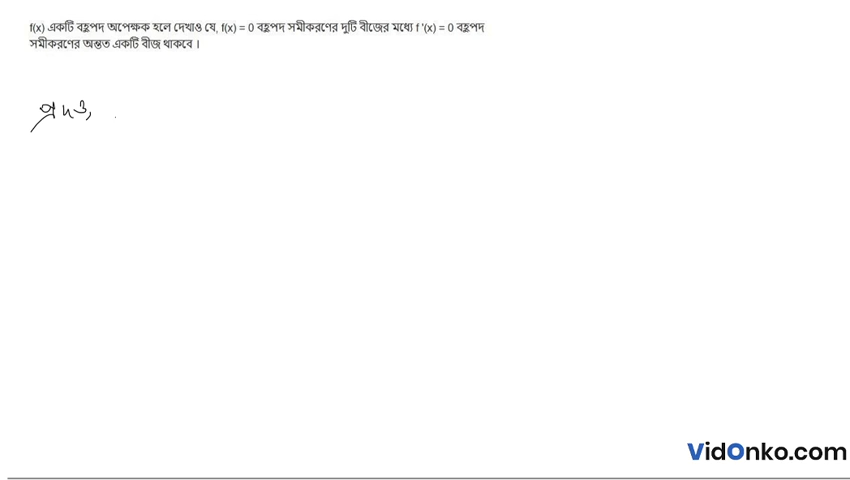 f(x) একটি বহুপদ অপেক্ষক হলে দেখাও যে, f(x) = 0 বহুপদ সমীকরণের দুটি বীজের মধ্যে f '(x) = 0 বহুপদ
সমীকরণের অন্তত একটি বীজ থাকবে ।
প্রদত্ত,
VidOnko.com